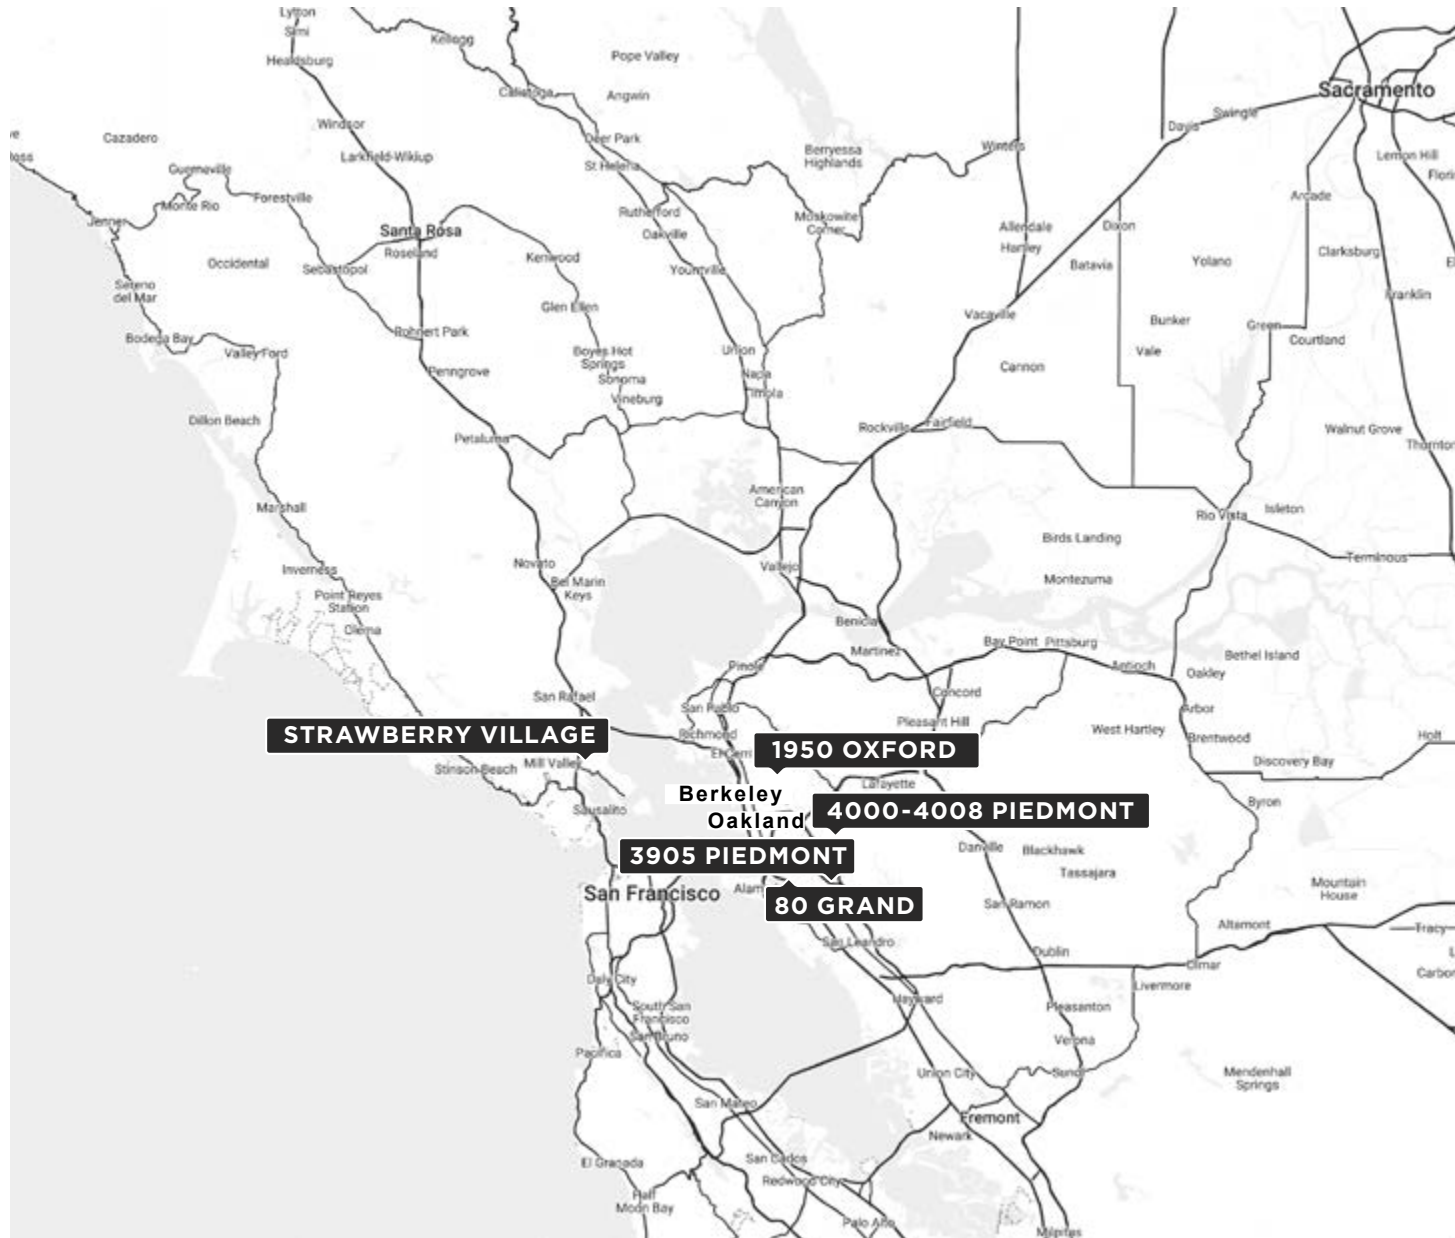 Lytton
Simi
Healdsburg
Kellogg
Pope Valley
Calistoga
Angwin
Sacramento
Swingle
Davis
Windsor
Cazadero
Deer Park
Larkfield-Wikiup
St Helena
Berryessa
Highlands
Winters
Lemon Hill
Guerneville
Forestville
Monte Rio
Jenner
Rutherford
Oakville
Moskowite
Corner
Allendale
Hartley
Dixon
Arcade
Santa Rosa
Roseland
Occidental
Sebastopol
Kenwood
Yountville
Batavia
Yolano
Clarksburg
Sereno
del Mar
Glen Ellen
Franklin
Vacaville
Bunker
Green
Courtland
Rohnert Park
Bodega Bay
Valley Ford
Boyes Hot
Springs
Union
Vale
Penngrove
Sonoma
Napa
Cannon
Vineburg
Imola
Dillon Beach
Petaluma
Rockville
Fairfield
Walnut Grove
Thornton
American
Canyon
Marshall
Rio Vista
Isleton
Birds Landing
Terminous
Novato
Vallejo
Inverness
Bel Marin
Keys
Montezuma
Point Reyes
Station
Olema
Benicia
Martinez
Bay Point
Pittsburg
Antioch
Bethel Island
Oakley
Pinole
San Rafael
San Pablo
Concord
Arbor
Pleasant Hill
West Hartley
Brentwood
Holt
STRAWBERRY VILLAGE
Richmond
El Cerri
1950 OXFORD
Stinson Beach
Mill Valley
Discovery Bay
Lafayette
Berkeley
Byron
Sausalito
Oakland
4000-4008 PIEDMONT
3905 PIEDMONT
Danville
Blackhawk
Tassajara
San Francisco
Alam
80 GRAND
Mountain
House
San Ramon
Altamont
Tracy
San Leandro
Dublin
Ulmar
Carbon
Daly City
Livermore
Hayward
South San
Francisco
Pleasanton
San Bruno
Verona
Pacifica
Union City
Sunol
Mendenhall
Springs
San Mateo
Fremont
Newark
El Granada
San Carlos
Redwood City
Half
Moon Bay
Palo Alto
Milpitas